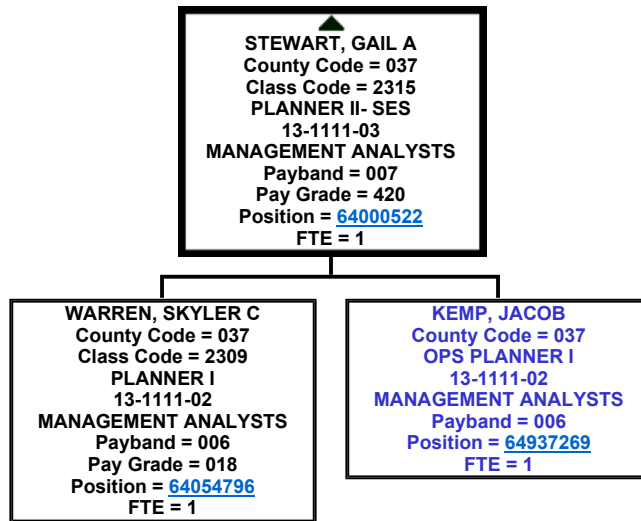 STEWART, GAIL A
County Code = 037
Class Code = 2315
PLANNER II- SES
13-1111-03
MANAGEMENT ANALYSTS
Payband = 007
Pay Grade = 420
Position = 64000522
FTE = 1
WARREN, SKYLER C
County Code = 037
Class Code = 2309
PLANNER I
13-1111-02
MANAGEMENT ANALYSTS
Payband = 006
Pay Grade = 018
Position = 64054796
FTE = 1
KEMP, JACOB
County Code = 037
OPS PLANNER I
13-1111-02
MANAGEMENT ANALYSTS
Payband = 006
Position = 64937269
FTE = 1